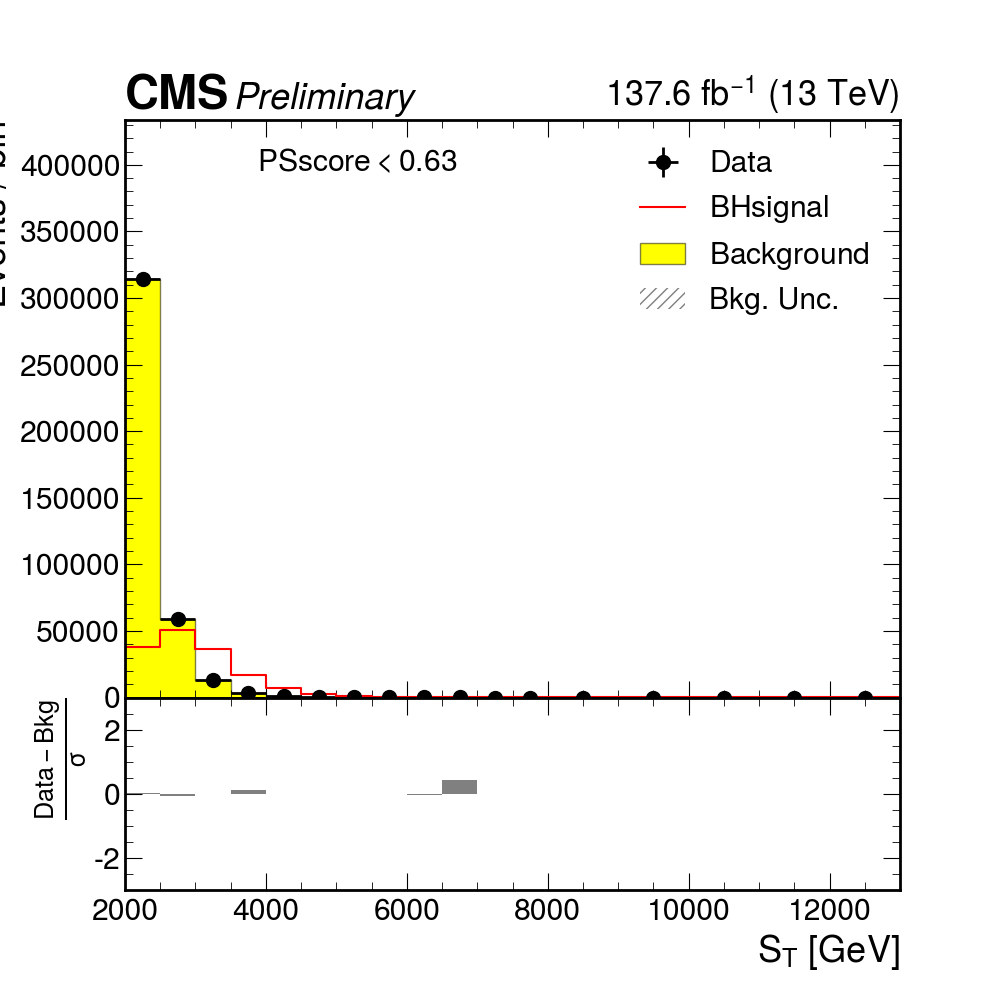 CMS Preliminary 137.6 fb⁻¹ (13 TeV)
PSscore < 0.63
Data
BHsignal
Background
Bkg. Unc.
400000
350000
300000
250000
200000
150000
100000
50000
0
Data − Bkg
σ
2
0
-2
2000 4000 6000 8000 10000 12000
S_T [GeV]